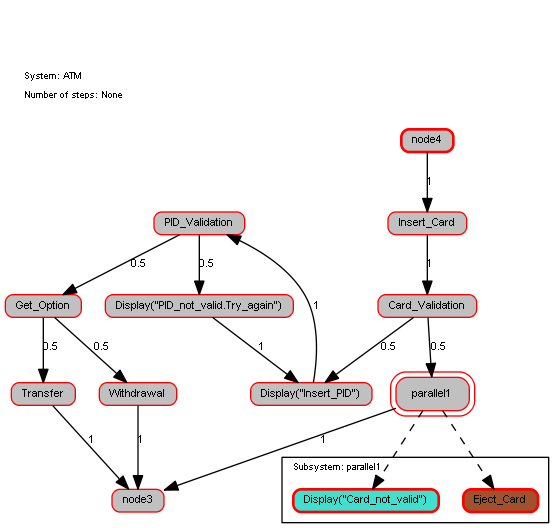 System: ATM
Number of steps: None
node4
1
PID_Validation
Insert_Card
0.5
0.5
1
Get_Option
Display("PID_not_valid.Try_again")
1
Card_Validation
0.5
0.5
1
0.5
0.5
Transfer
Withdrawal
Display("Insert_PID")
parallel1
1
1
1
Subsystem: parallel1
node3
Display("Card_not_valid")
Eject_Card